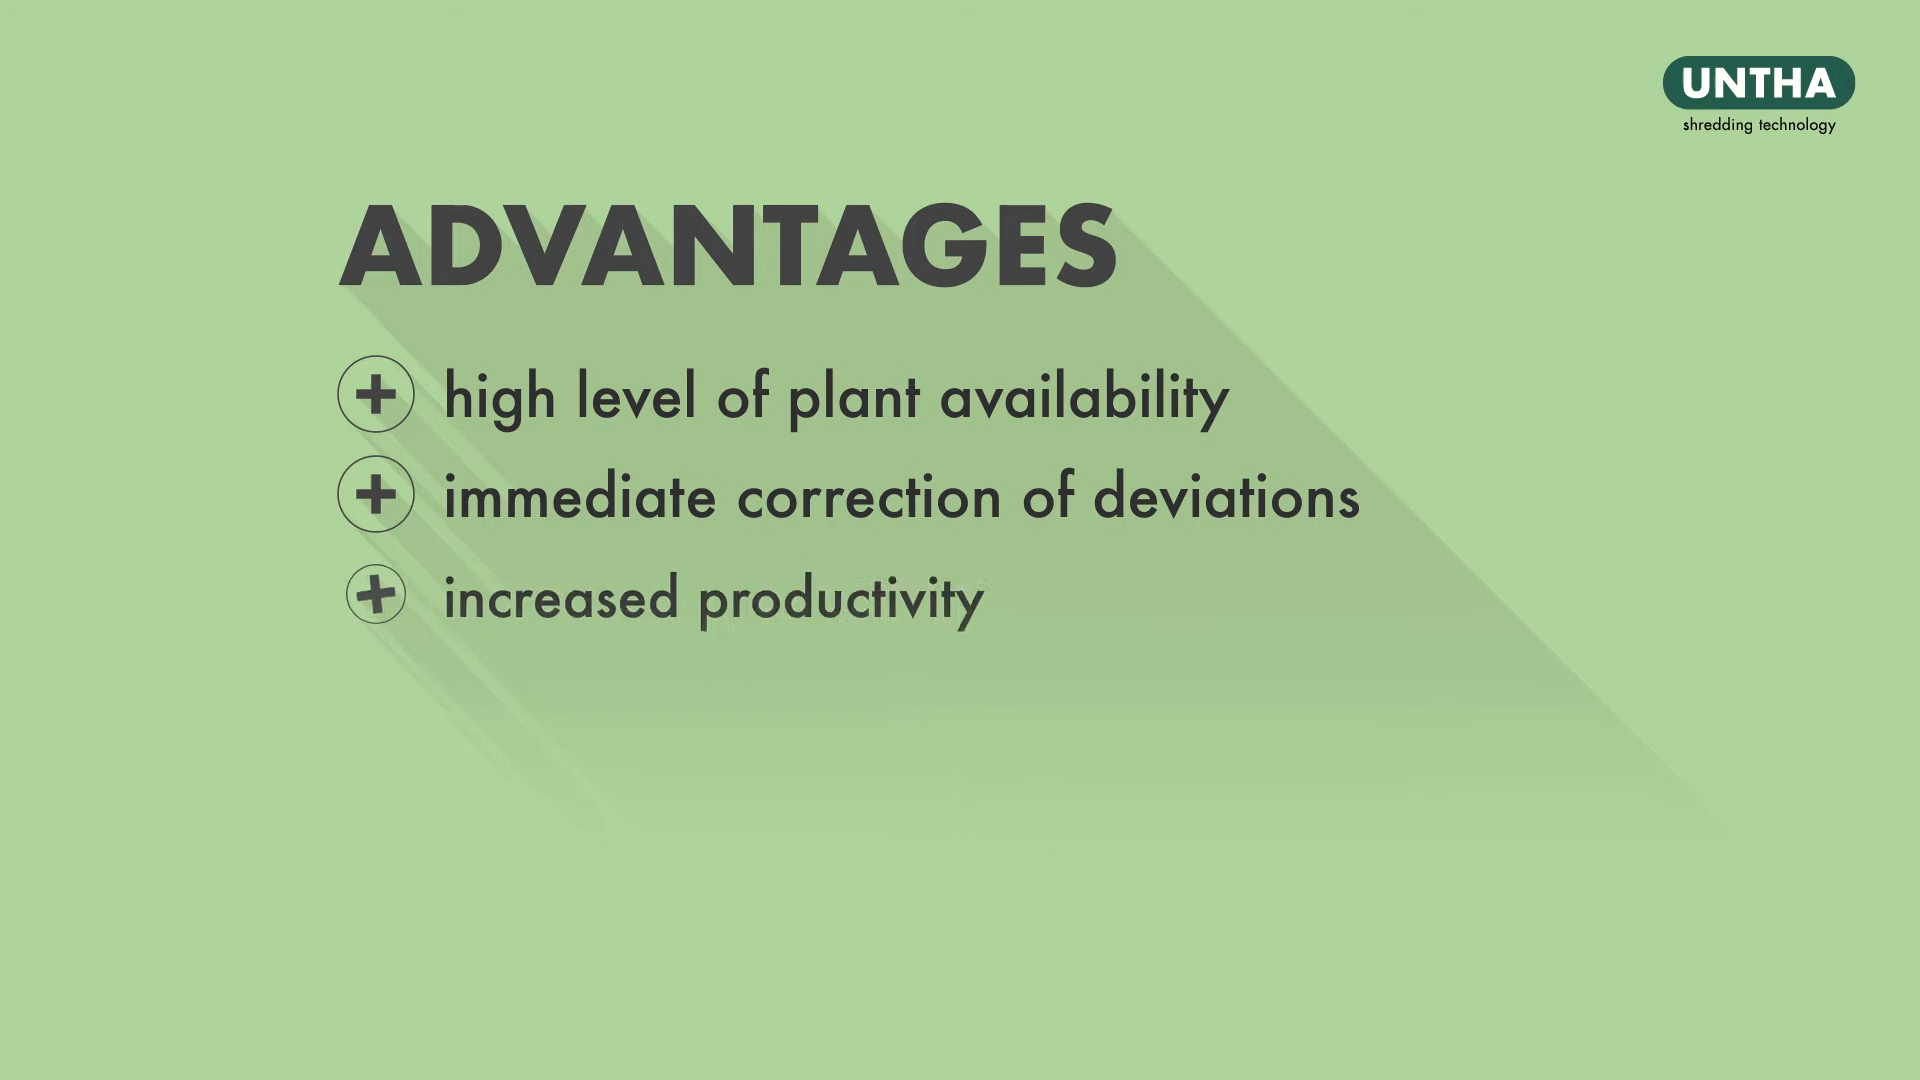 UNTHA
shredding technology
ADVANTAGES
high level of plant availability
immediate correction of deviations
increased productivity